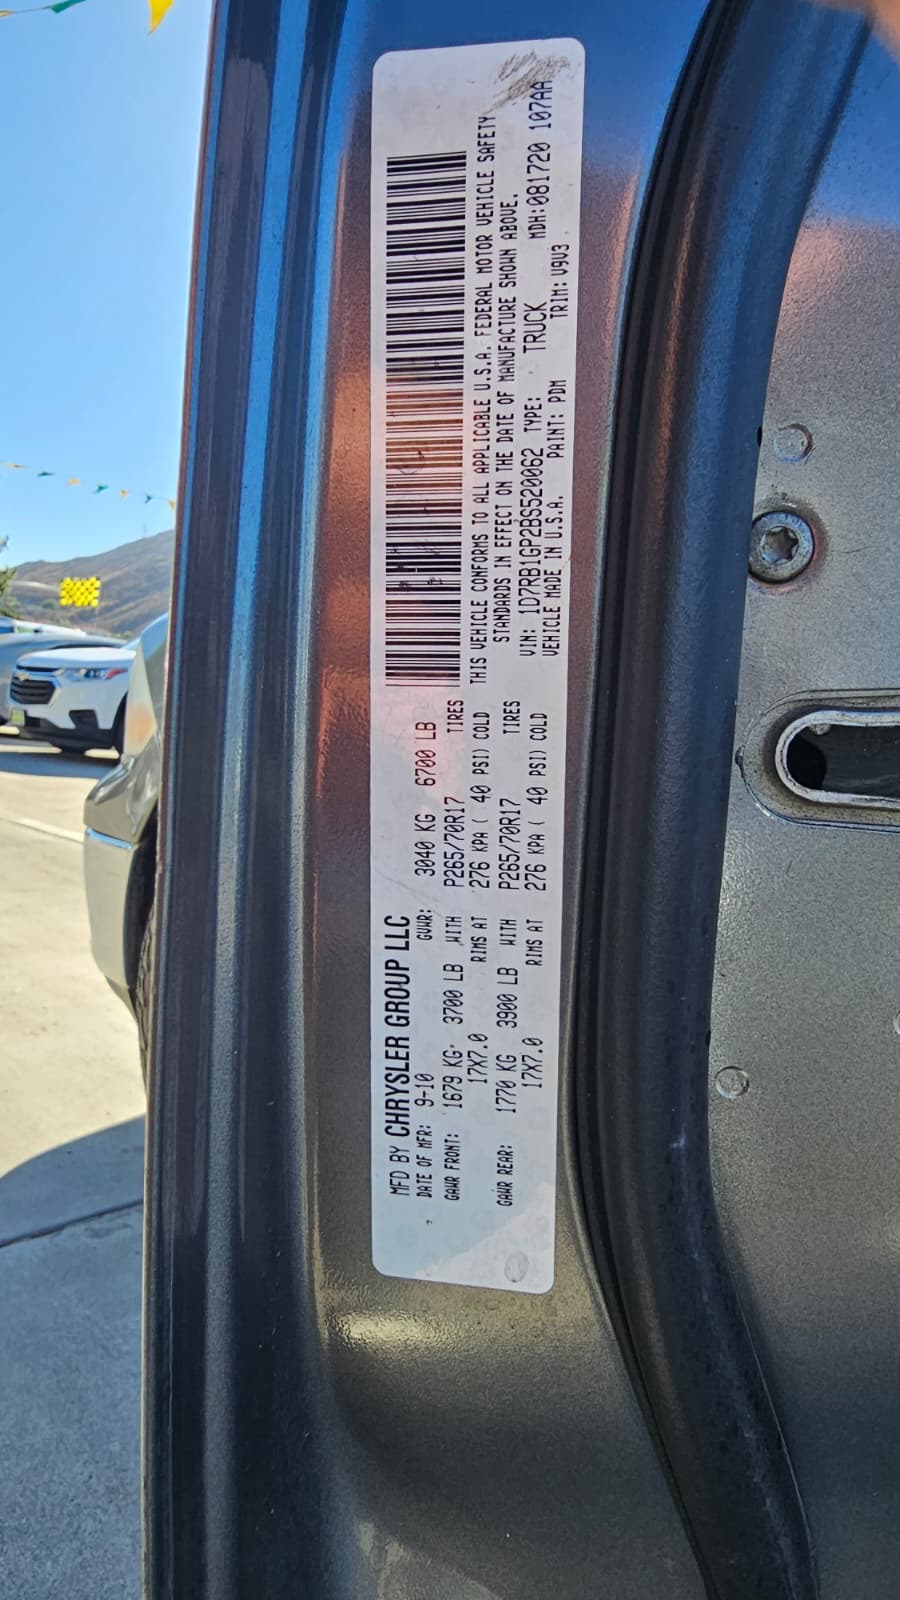 MFD BY CHRYSLER GROUP LLC
DATE OF MFR: 9-10 GVWR: 3040 KG 6700 LB
GAWR FRONT: 1679 KG 3700 LB WITH P265/70R17 TIRES
17X7.0 RIMS AT 276 KPA ( 40 PSI) COLD
GAWR REAR: 1770 KG 3900 LB WITH P265/70R17 TIRES
17X7.0 RIMS AT 276 KPA ( 40 PSI) COLD
THIS VEHICLE CONFORMS TO ALL APPLICABLE U.S.A. FEDERAL MOTOR VEHICLE SAFETY
STANDARDS IN EFFECT ON THE DATE OF MANUFACTURE SHOWN ABOVE.
VIN: 1D7RB1GP2BS520062 TYPE: TRUCK MDH:081720 107AA
VEHICLE MADE IN U.S.A. PAINT: PDM TRIM: V9V3